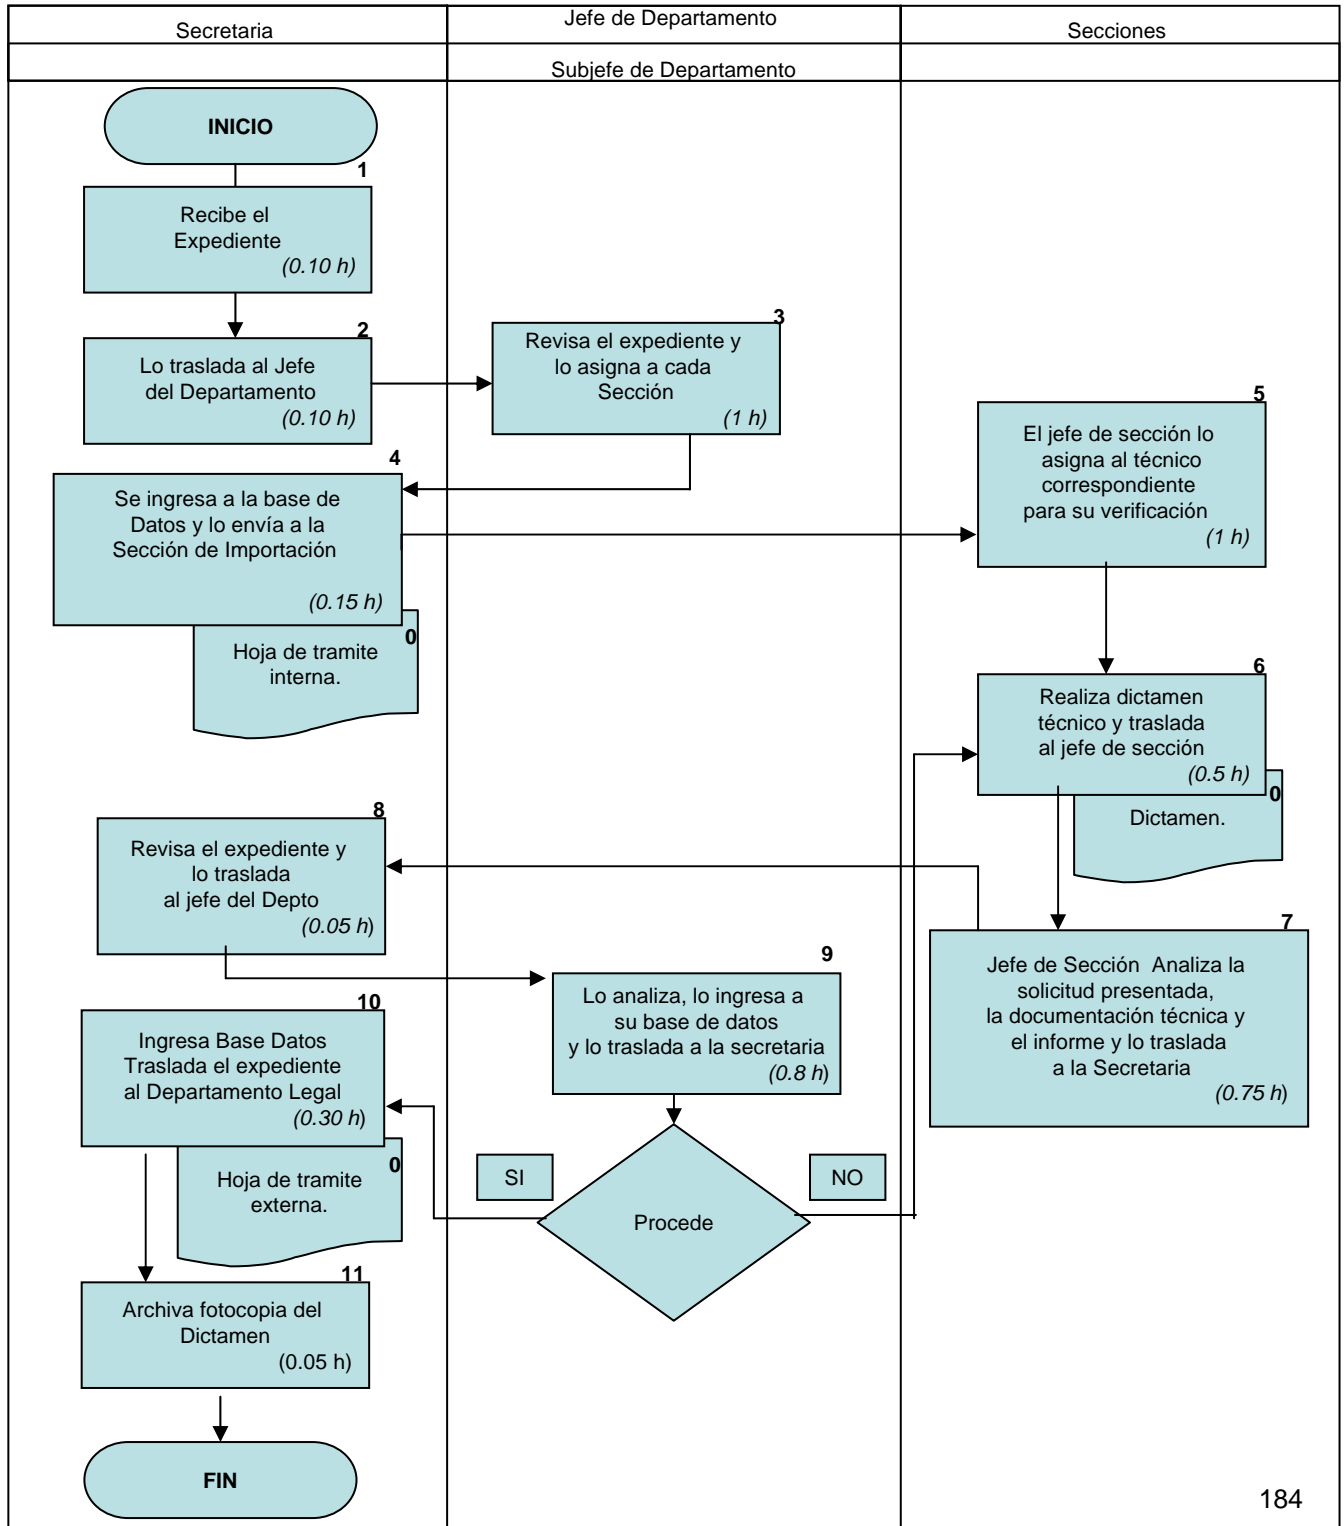 Secretaria
Jefe de Departamento
Secciones
Subjefe de Departamento
INICIO
1
Recibe el
Expediente
(0.10 h)
2
Lo traslada al Jefe
del Departamento
(0.10 h)
3
Revisa el expediente y
lo asigna a cada
Sección
(1 h)
4
Se ingresa a la base de
Datos y lo envía a la
Sección de Importación
(0.15 h)
0
Hoja de tramite
interna.
5
El jefe de sección lo
asigna al técnico
correspondiente
para su verificación
(1 h)
6
Realiza dictamen
técnico y traslada
al jefe de sección
(0.5 h)
0
Dictamen.
7
Jefe de Sección Analiza la
solicitud presentada,
la documentación técnica y
el informe y lo traslada
a la Secretaria
(0.75 h)
8
Revisa el expediente y
lo traslada
al jefe del Depto
(0.05 h)
9
Lo analiza, lo ingresa a
su base de datos
y lo traslada a la secretaria
(0.8 h)
SI
Procede
NO
10
Ingresa Base Datos
Traslada el expediente
al Departamento Legal
(0.30 h)
0
Hoja de tramite
externa.
11
Archiva fotocopia del
Dictamen
(0.05 h)
FIN
184